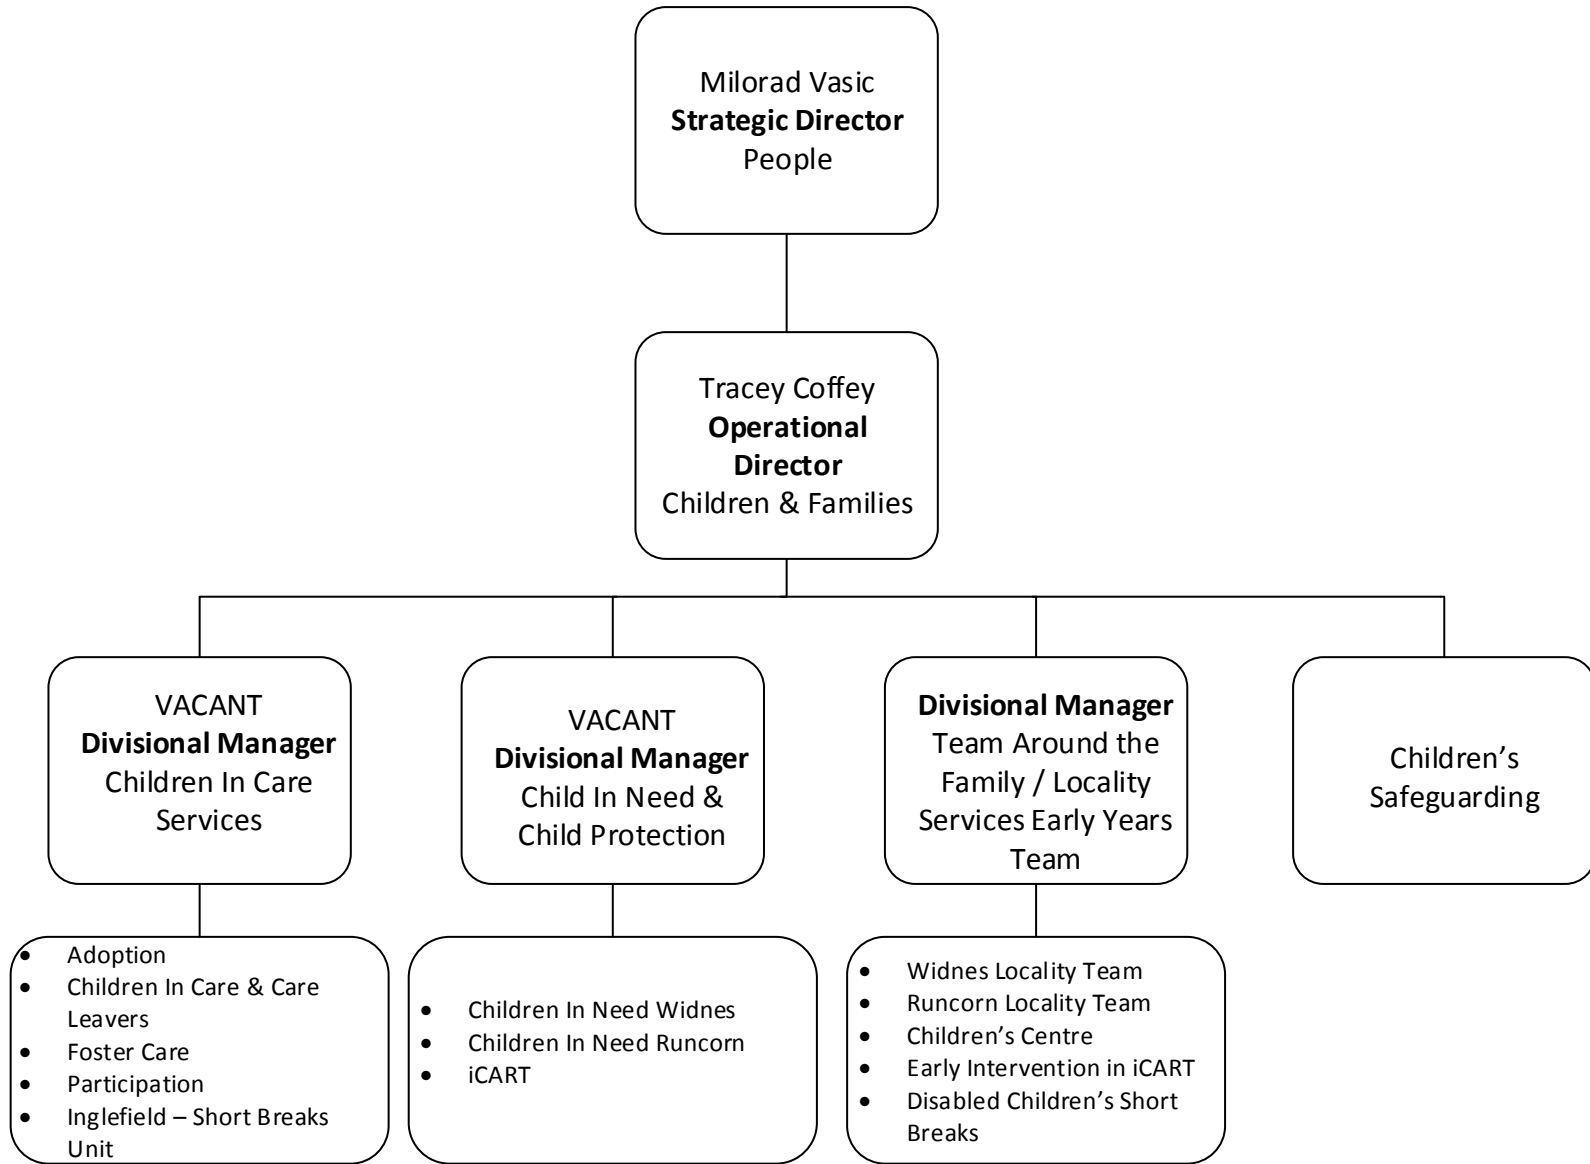 Milorad Vasic
Strategic Director
People
Tracey Coffey
Operational
Director
Children & Families
VACANT
Divisional Manager
Children In Care
Services
VACANT
Divisional Manager
Child In Need &
Child Protection
Divisional Manager
Team Around the
Family / Locality
Services Early Years
Team
Children’s
Safeguarding
• Adoption
• Children In Care & Care
Leavers
• Foster Care
• Participation
• Inglefield – Short Breaks
Unit
• Children In Need Widnes
• Children In Need Runcorn
• iCART
• Widnes Locality Team
• Runcorn Locality Team
• Children’s Centre
• Early Intervention in iCART
• Disabled Children’s Short
Breaks